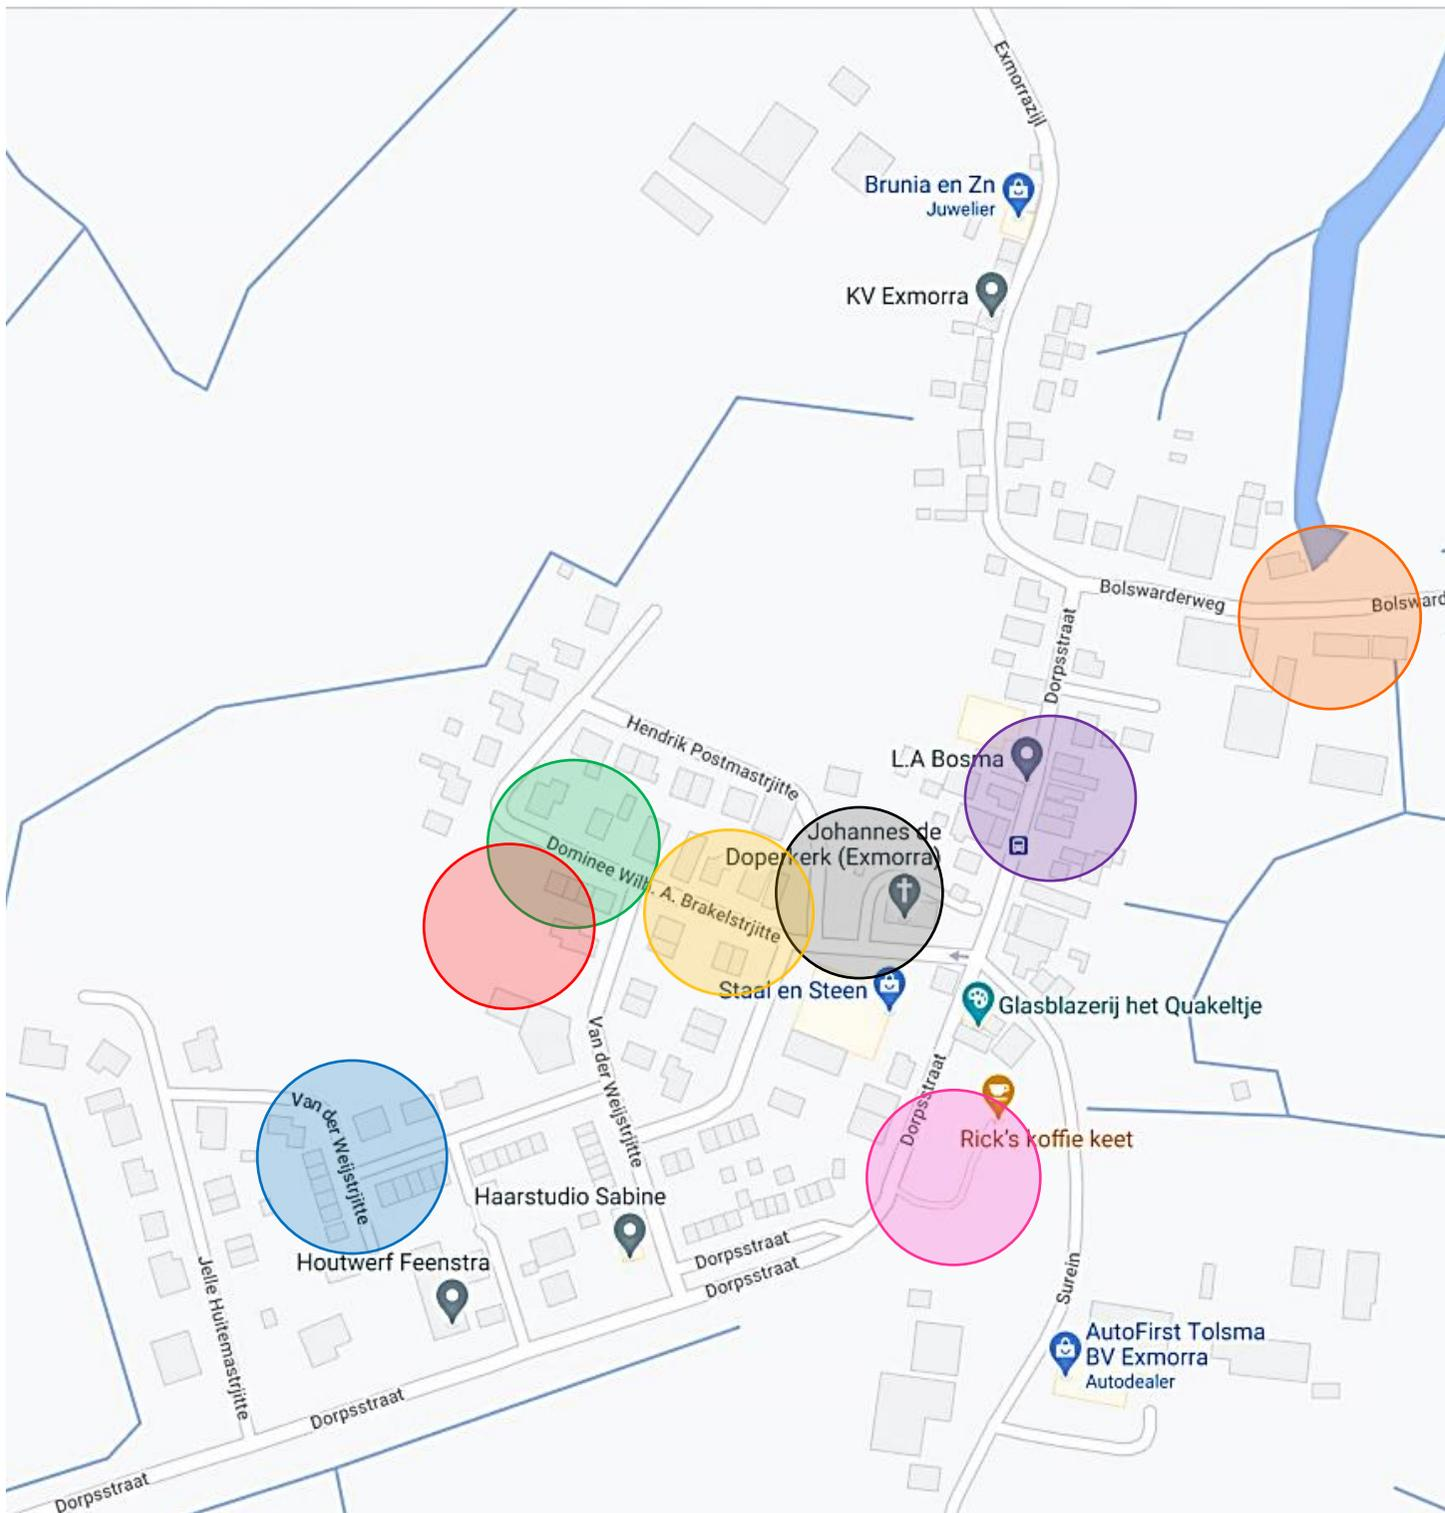 Exmorrazijl
Brunia en Zn
Juwelier
KV Exmorra
Bolswarderweg
Bolsward
Dorpsstraat
Hendrik Postmastrjitte
L.A Bosma
Johannes de
Doperkerk (Exmorra)
Dominee Wilh. A. Brakelstrjitte
Staal en Steen
Glasblazerij het Quakeltje
Van der Weijstrjitte
Dorpsstraat
Rick's koffie keet
Van der Weijstrjitte
Haarstudio Sabine
Houtwerf Feenstra
Dorpsstraat
Dorpsstraat
Surein
Jelle Huitemastrjitte
AutoFirst Tolsma
BV Exmorra
Autodealer
Dorpsstraat
Dorpsstraat